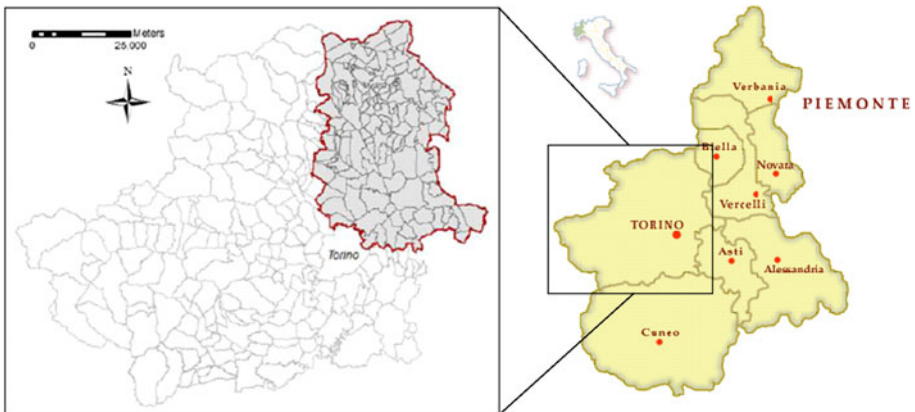 Meters
0
25.000
N
Torino
PIEMONTE
Verbania
Biella
Novara
Vercelli
TORINO
Asti
Alessandria
Cuneo